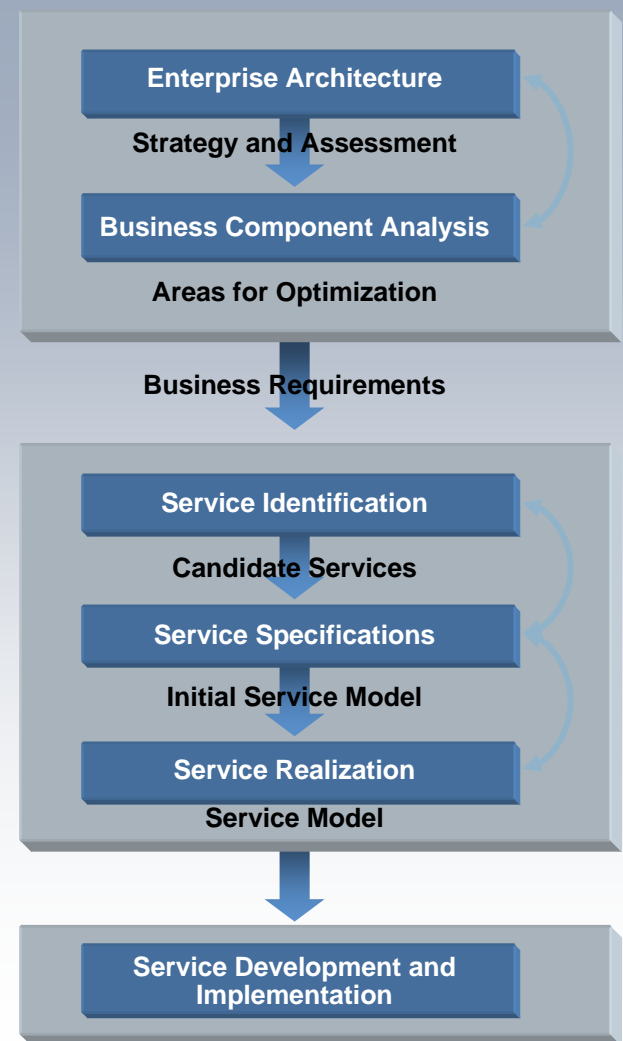 Enterprise Architecture
Strategy and Assessment
Business Component Analysis
Areas for Optimization
Business Requirements
Service Identification
Candidate Services
Service Specifications
Initial Service Model
Service Realization
Service Model
Service Development and
Implementation